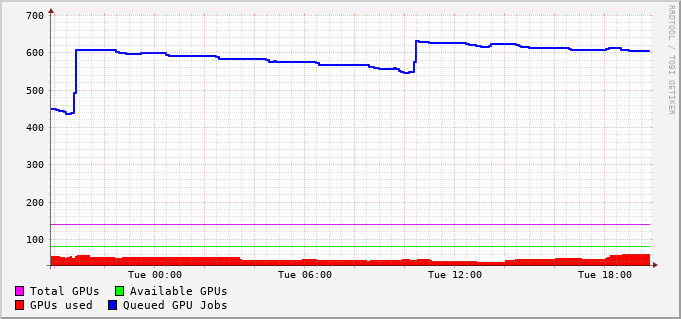 700
600
500
400
300
200
100
Tue 00:00 Tue 06:00 Tue 12:00 Tue 18:00
Total GPUs Available GPUs
GPUs used Queued GPU Jobs
RRDTOOL / TOBI OETIKER